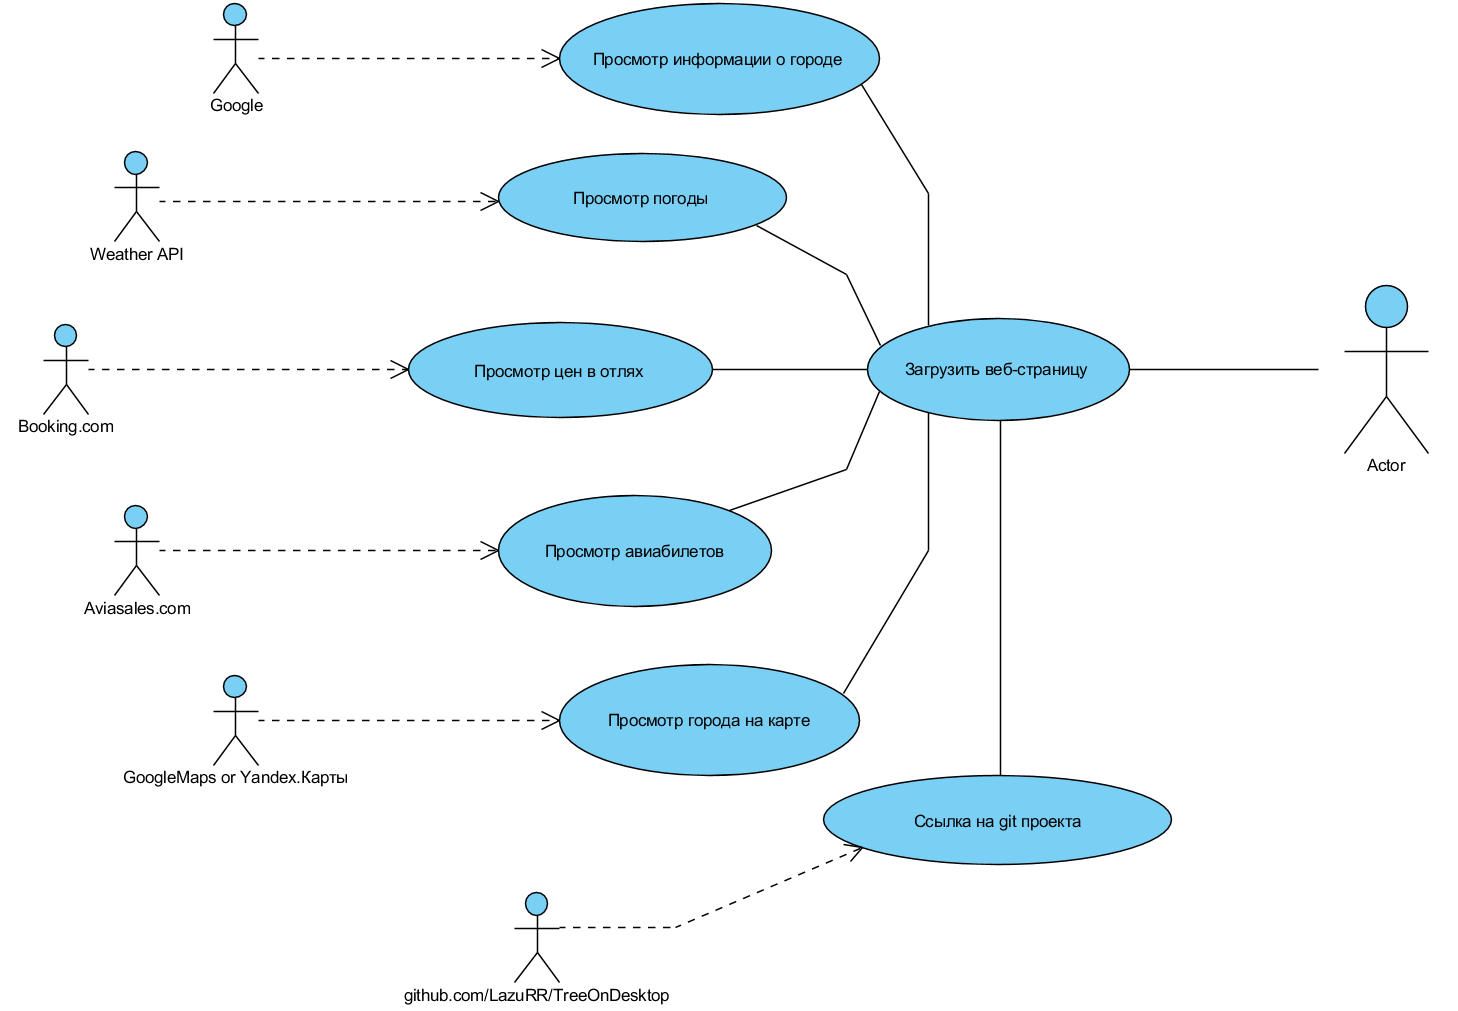 Просмотр информации о городе
Google
Просмотр погоды
Weather API
Просмотр цен в отлях
Загрузить веб-страницу
Booking.com
Actor
Просмотр авиабилетов
Aviasales.com
Просмотр города на карте
GoogleMaps or Yandex.Карты
Ссылка на git проекта
github.com/LazuRR/TreeOnDesktop